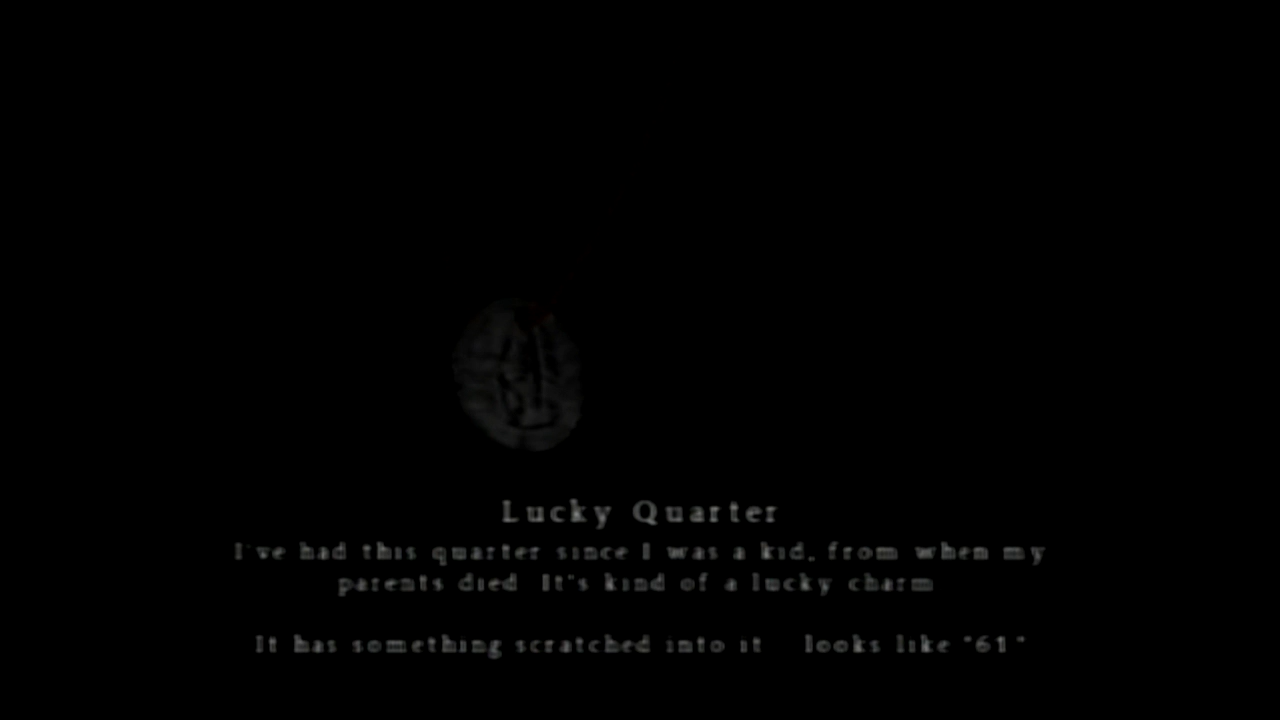 Lucky Quarter
I've had this quarter since I was a kid, from when my
parents died. It's kind of a lucky charm.
It has something scratched into it... looks like "61."